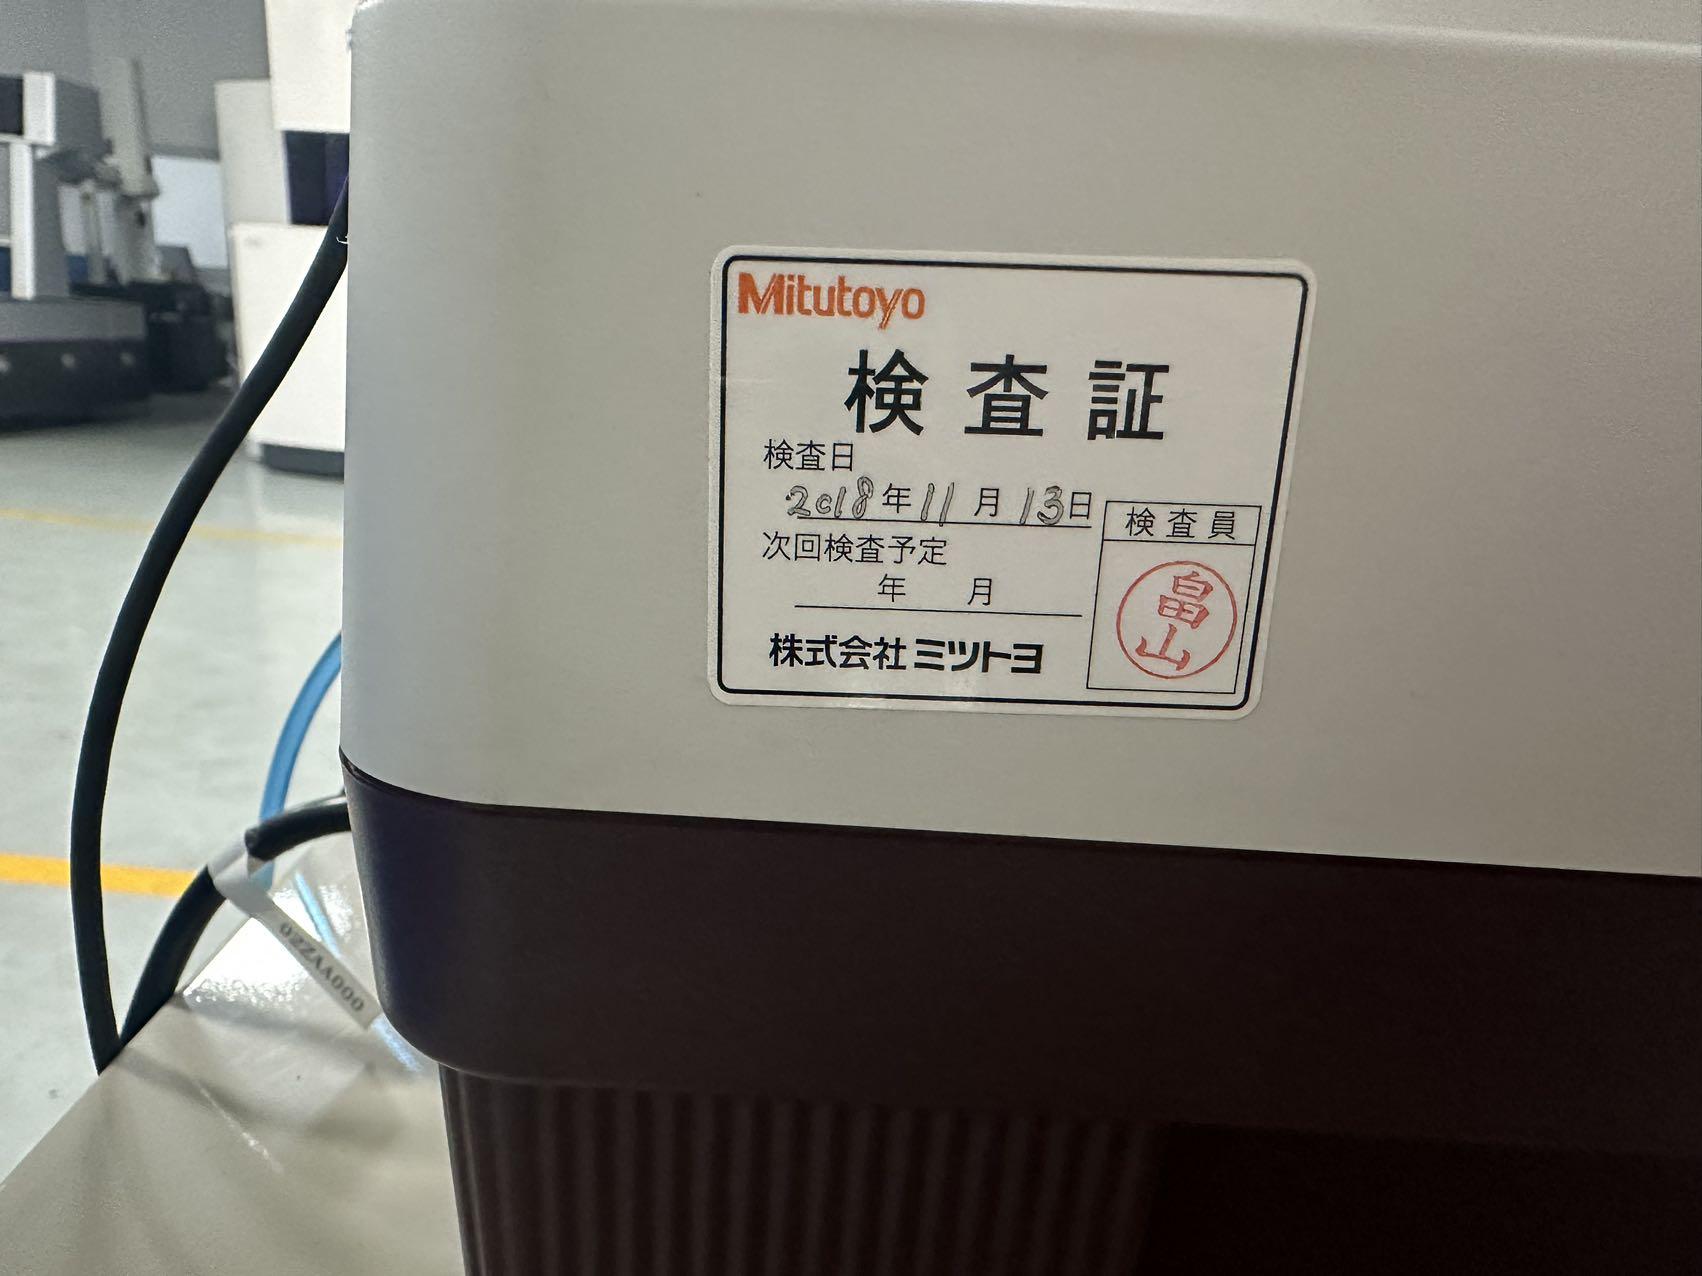 Mitutoyo
検査証
検査日
2018年11月13日
次回検査予定
年 月
株式会社ミツトヨ
検査員
畠山
000VVZZ0